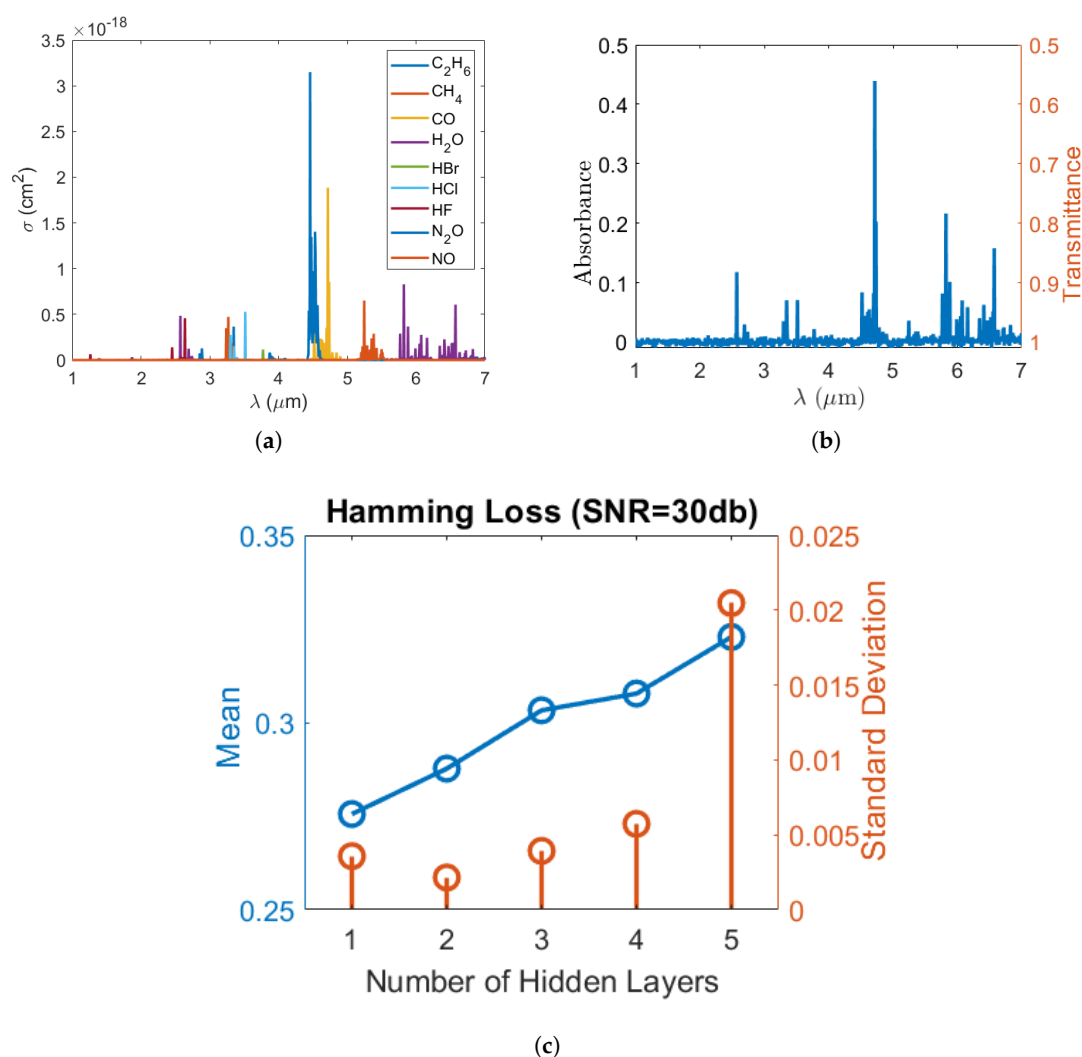 ×10⁻¹⁸
3.5
3
2.5
2
1.5
1
0.5
0
σ (cm²)
C₂H₆
CH₄
CO
H₂O
HBr
HCl
HF
N₂O
NO
1 2 3 4 5 6 7
λ (μm)
(a)
0.5
0.4
0.3
0.2
0.1
0
Absorbance
0.5
0.6
0.7
0.8
0.9
1
Transmittance
1 2 3 4 5 6 7
λ (μm)
(b)
Hamming Loss (SNR=30db)
0.35
0.3
0.25
Mean
0.025
0.02
0.015
0.01
0.005
0
Standard Deviation
1 2 3 4 5
Number of Hidden Layers
(c)